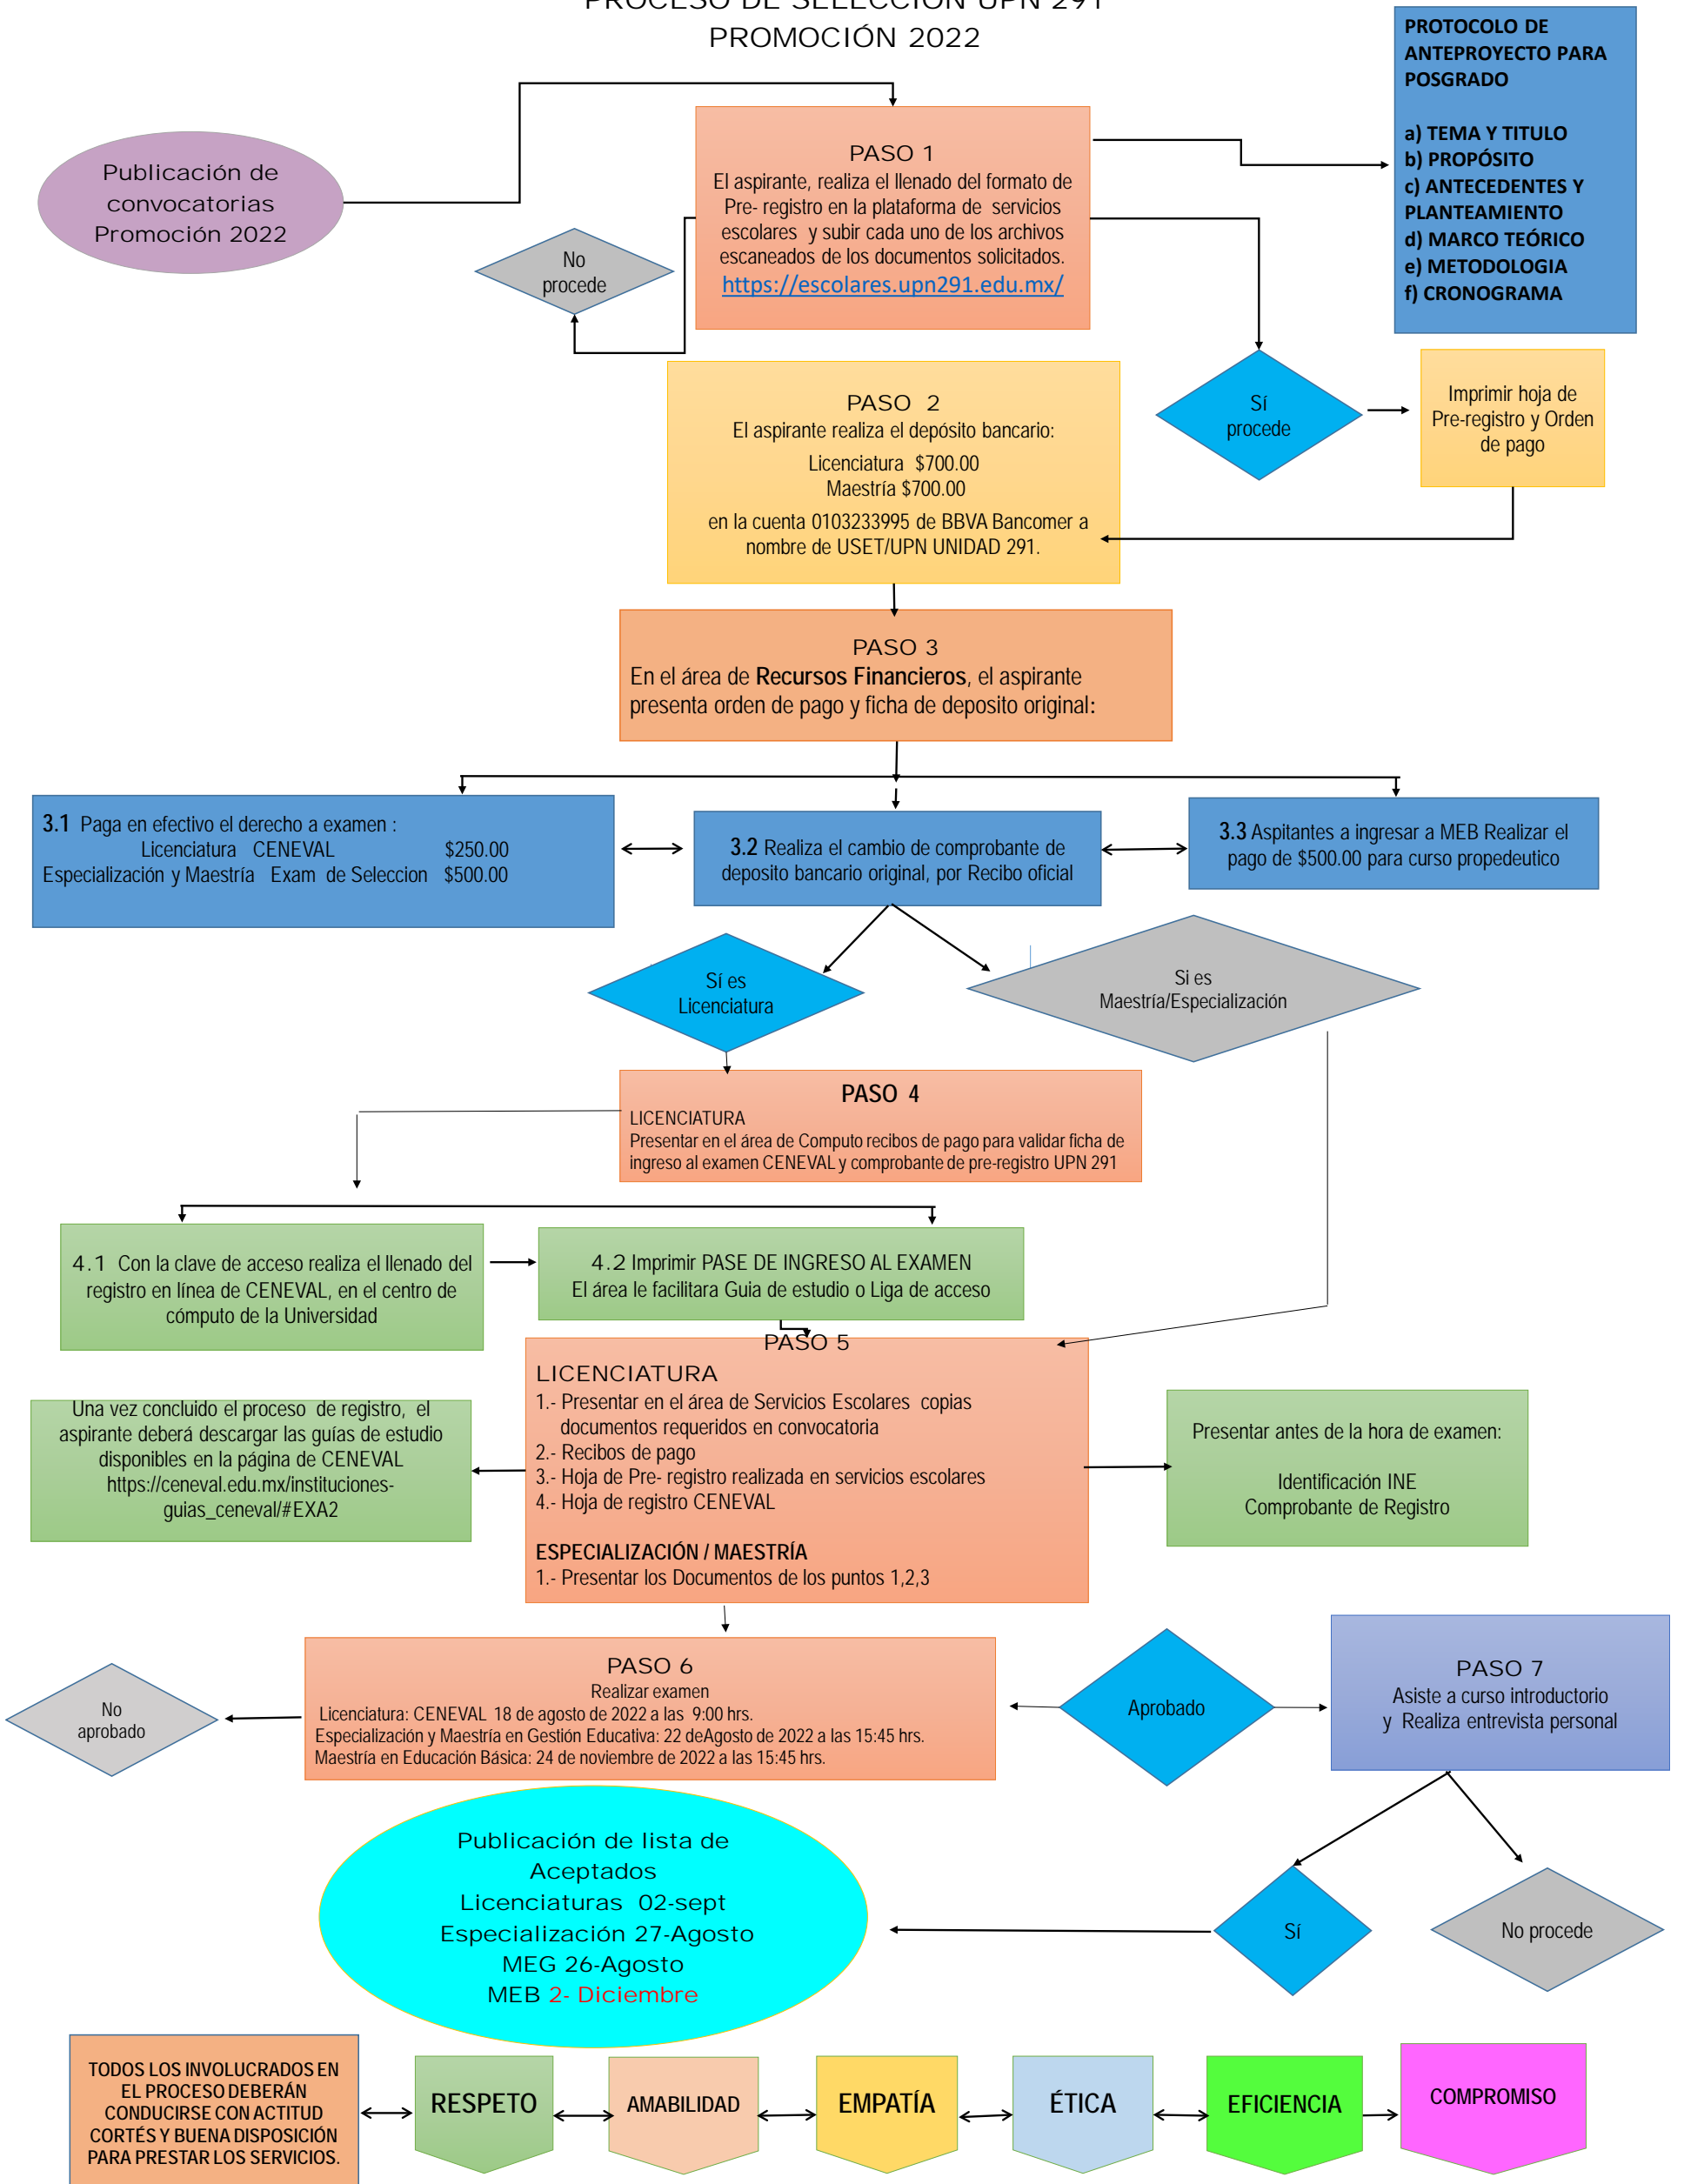 PROCESO DE SELECCIÓN UPN 291
PROMOCIÓN 2022
PROTOCOLO DE
ANTEPROYECTO PARA
POSGRADO
a) TEMA Y TITULO
b) PROPÓSITO
c) ANTECEDENTES Y
PLANTEAMIENTO
d) MARCO TEÓRICO
e) METODOLOGIA
f) CRONOGRAMA
Publicación de
convocatorias
Promoción 2022
PASO 1
El aspirante, realiza el llenado del formato de
Pre- registro en la plataforma de servicios
escolares y subir cada uno de los archivos
escaneados de los documentos solicitados.
https://escolares.upn291.edu.mx/
No
procede
Sí
procede
Imprimir hoja de
Pre-registro y Orden
de pago
PASO 2
El aspirante realiza el depósito bancario:
Licenciatura $700.00
Maestría $700.00
en la cuenta 0103233995 de BBVA Bancomer a
nombre de USET/UPN UNIDAD 291.
PASO 3
En el área de Recursos Financieros, el aspirante
presenta orden de pago y ficha de deposito original:
3.1 Paga en efectivo el derecho a examen :
Licenciatura CENEVAL $250.00
Especialización y Maestría Exam de Seleccion $500.00
3.2 Realiza el cambio de comprobante de
deposito bancario original, por Recibo oficial
3.3 Aspitantes a ingresar a MEB Realizar el
pago de $500.00 para curso propedeutico
Sí es
Licenciatura
Si es
Maestría/Especialización
PASO 4
LICENCIATURA
Presentar en el área de Computo recibos de pago para validar ficha de
ingreso al examen CENEVAL y comprobante de pre-registro UPN 291
4.1 Con la clave de acceso realiza el llenado del
registro en línea de CENEVAL, en el centro de
cómputo de la Universidad
4.2 Imprimir PASE DE INGRESO AL EXAMEN
El área le facilitara Guia de estudio o Liga de acceso
PASO 5
LICENCIATURA
1.- Presentar en el área de Servicios Escolares copias
documentos requeridos en convocatoria
2.- Recibos de pago
3.- Hoja de Pre- registro realizada en servicios escolares
4.- Hoja de registro CENEVAL
ESPECIALIZACIÓN / MAESTRÍA
1.- Presentar los Documentos de los puntos 1,2,3
Una vez concluido el proceso de registro, el
aspirante deberá descargar las guías de estudio
disponibles en la página de CENEVAL
https://ceneval.edu.mx/instituciones-
guias_ceneval/#EXA2
Presentar antes de la hora de examen:
Identificación INE
Comprobante de Registro
PASO 6
Realizar examen
Licenciatura: CENEVAL 18 de agosto de 2022 a las 9:00 hrs.
Especialización y Maestría en Gestión Educativa: 22 deAgosto de 2022 a las 15:45 hrs.
Maestría en Educación Básica: 24 de noviembre de 2022 a las 15:45 hrs.
No
aprobado
Aprobado
PASO 7
Asiste a curso introductorio
y Realiza entrevista personal
Publicación de lista de
Aceptados
Licenciaturas 02-sept
Especialización 27-Agosto
MEG 26-Agosto
MEB 2- Diciembre
Sí
No procede
TODOS LOS INVOLUCRADOS EN
EL PROCESO DEBERÁN
CONDUCIRSE CON ACTITUD
CORTÉS Y BUENA DISPOSICIÓN
PARA PRESTAR LOS SERVICIOS.
RESPETO
AMABILIDAD
EMPATÍA
ÉTICA
EFICIENCIA
COMPROMISO